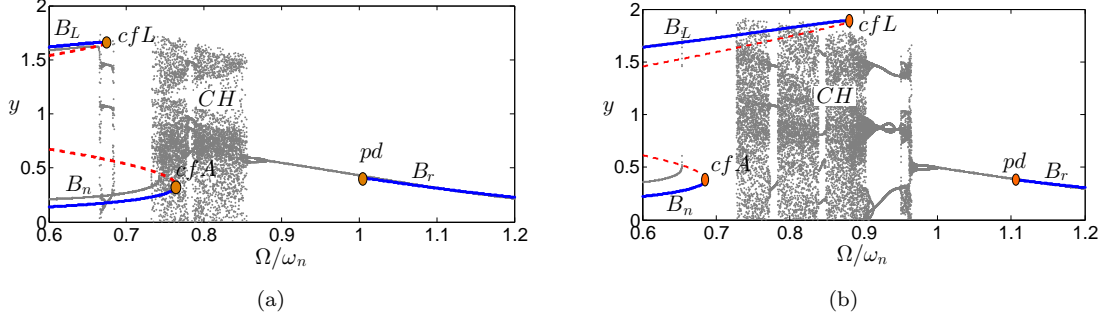 2
1.5
y 1
0.5
0
0.6 0.7 0.8 0.9 1 1.1 1.2
Ω/ω_n
B_L
cfL
CH
cfA
B_n
pd
B_r
(a)
2
1.5
y 1
0.5
0
0.6 0.7 0.8 0.9 1 1.1 1.2
Ω/ω_n
B_L
cfL
CH
cfA
B_n
pd
B_r
(b)